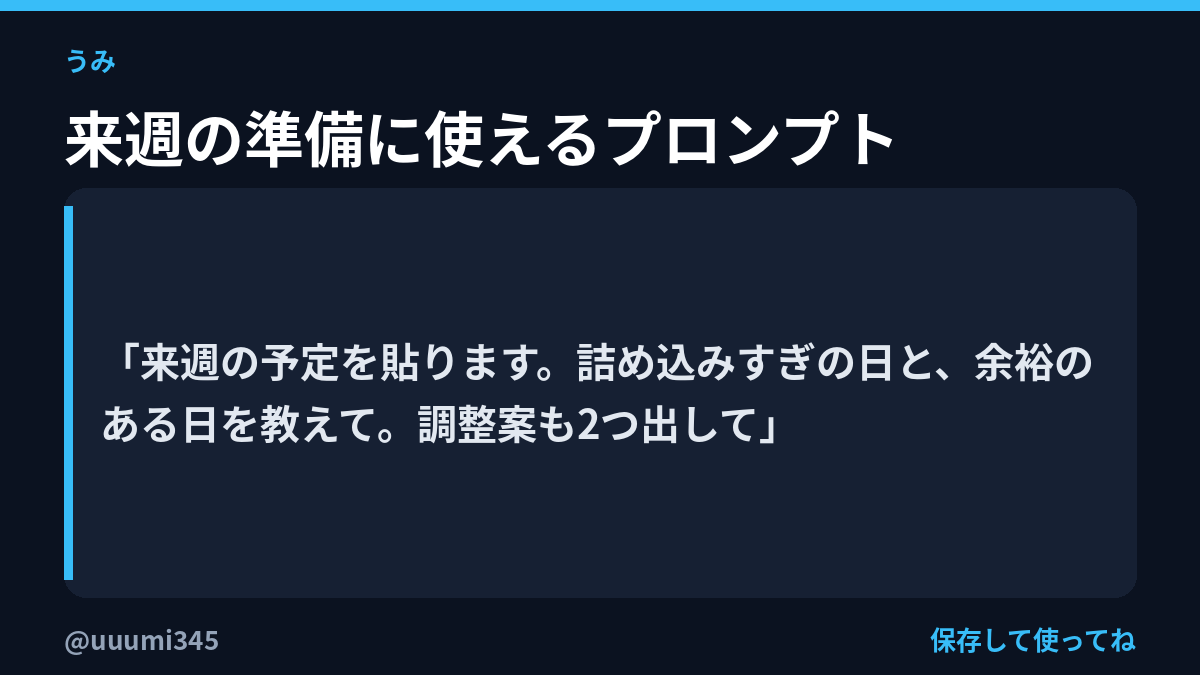 うみ
来週の準備に使えるプロンプト
「来週の予定を貼ります。詰め込みすぎの日と、余裕の
ある日を教えて。調整案も2つ出して」
@uuumi345
保存して使ってね